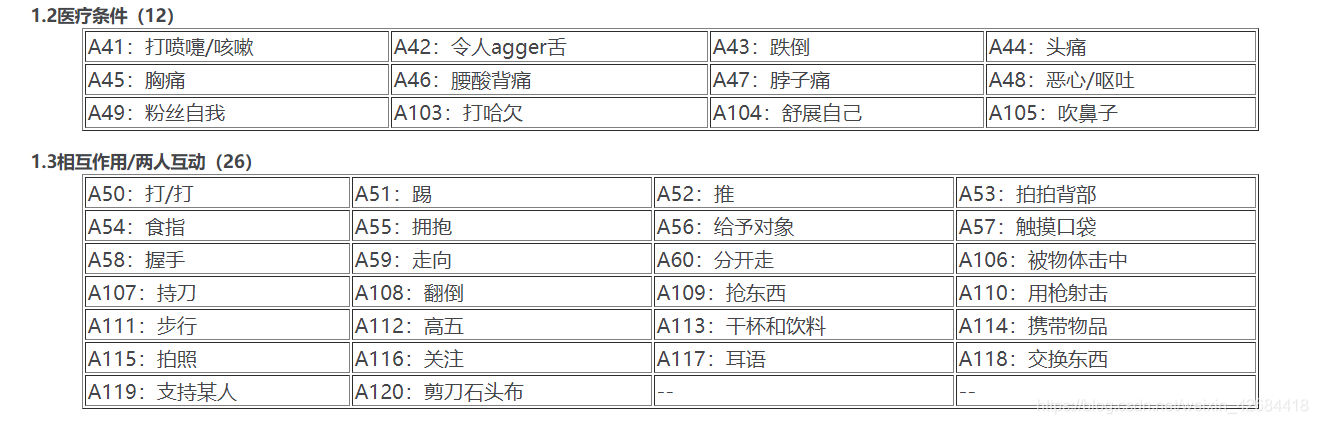 1.2医疗条件（12）
A41：打喷嚏/咳嗽 A42：令人agger舌 A43：跌倒 A44：头痛
A45：胸痛 A46：腰酸背痛 A47：脖子痛 A48：恶心/呕吐
A49：粉丝自我 A103：打哈欠 A104：舒展自己 A105：吹鼻子
1.3相互作用/两人互动（26）
A50：打/打 A51：踢 A52：推 A53：拍拍背部
A54：食指 A55：拥抱 A56：给予对象 A57：触摸口袋
A58：握手 A59：走向 A60：分开走 A106：被物体击中
A107：持刀 A108：翻倒 A109：抢东西 A110：用枪射击
A111：步行 A112：高五 A113：干杯和饮料 A114：携带物品
A115：拍照 A116：关注 A117：耳语 A118：交换东西
A119：支持某人 A120：剪刀石头布 -- --
https://blog.csdn.net/weixin_42684418